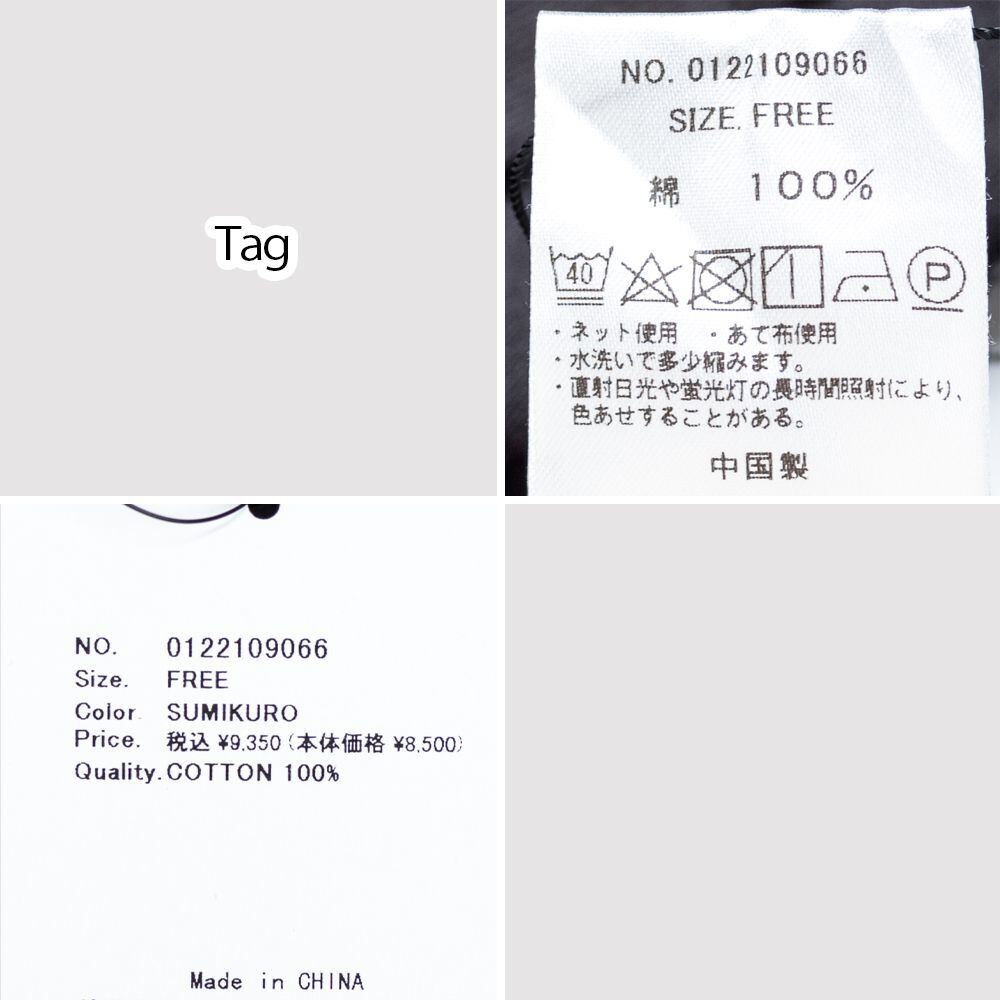 Tag
NO. 0122109066
SIZE. FREE
綿 100%
40
P
・ネット使用 ・あて布使用
・水洗いで多少縮みます。
・直射日光や蛍光灯の長時間照射により、
色あせすることがある。
中国製
NO. 0122109066
Size. FREE
Color. SUMIKURO
Price. 税込 ¥9,350 (本体価格 ¥8,500)
Quality. COTTON 100%
Made in CHINA